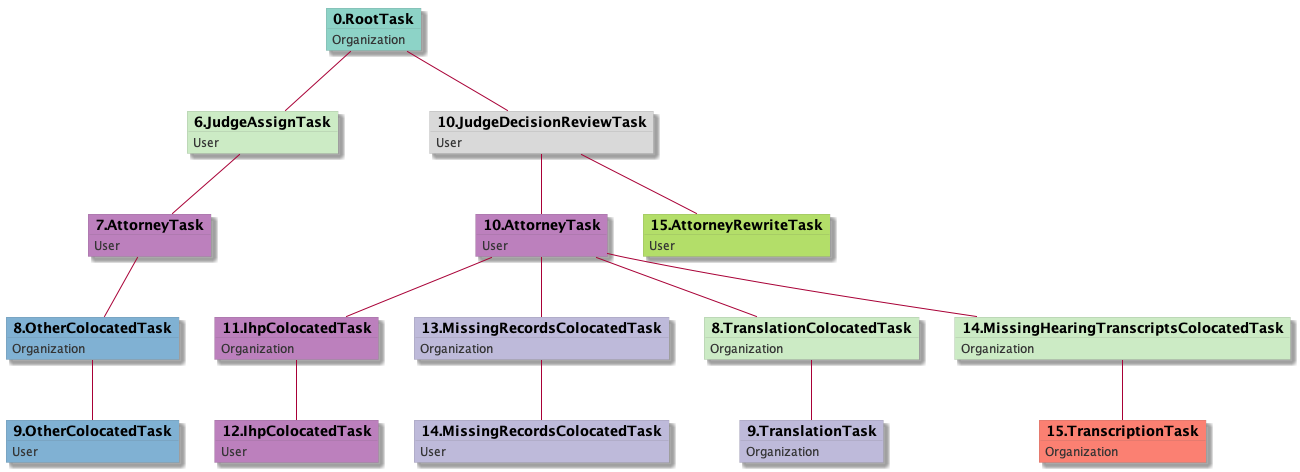 0.RootTask
Organization
6.JudgeAssignTask
User
10.JudgeDecisionReviewTask
User
7.AttorneyTask
User
10.AttorneyTask
User
15.AttorneyRewriteTask
User
8.OtherColocatedTask
Organization
11.IhpColocatedTask
Organization
13.MissingRecordsColocatedTask
Organization
8.TranslationColocatedTask
Organization
14.MissingHearingTranscriptsColocatedTask
Organization
9.OtherColocatedTask
User
12.IhpColocatedTask
User
14.MissingRecordsColocatedTask
User
9.TranslationTask
Organization
15.TranscriptionTask
Organization